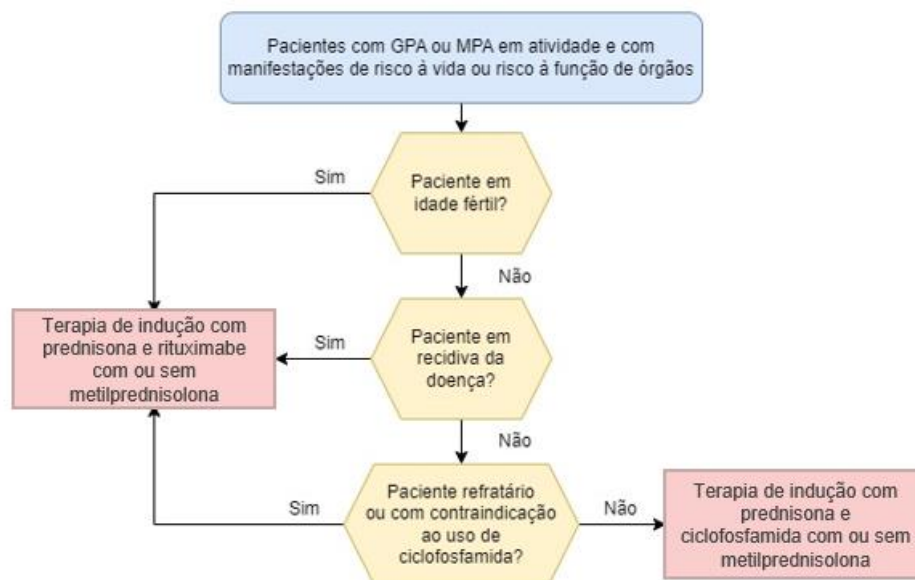 Pacientes com GPA ou MPA em atividade e com
manifestações de risco à vida ou risco à função de órgãos
Sim
Paciente em
idade fértil?
Não
Terapia de indução com
prednisona e rituximabe
com ou sem
metilprednisolona
Sim
Paciente em
recidiva da
doença?
Não
Sim
Paciente refratário
ou com contraindicação
ao uso de
ciclofosfamida?
Não
Terapia de indução com
prednisona e
ciclofosfamida com ou sem
metilprednisolona